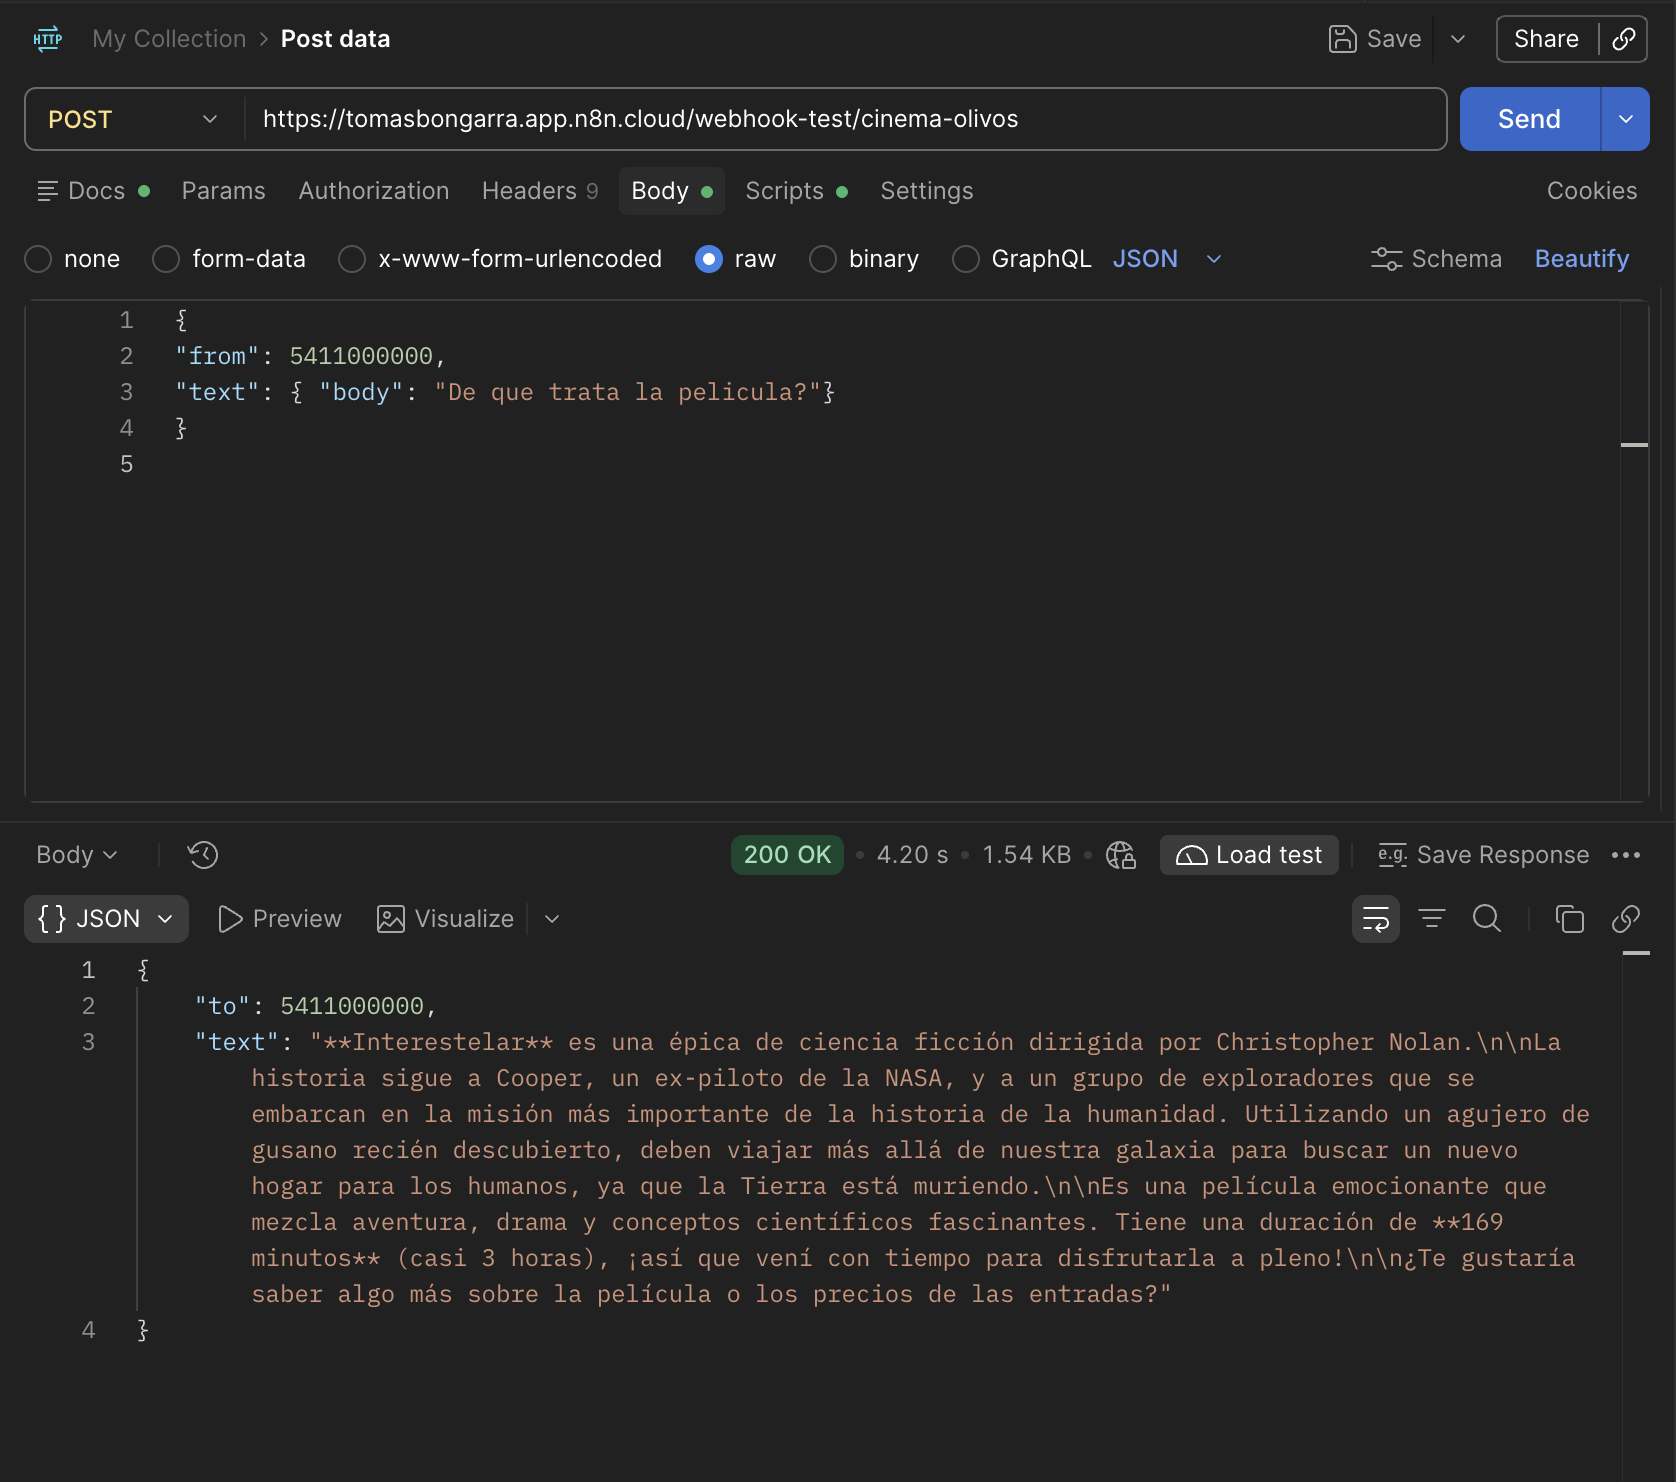 HTTP My Collection > Post data Save Share
POST https://tomasbongarra.app.n8n.cloud/webhook-test/cinema-olivos Send
Docs Params Authorization Headers 9 Body Scripts Settings Cookies
none form-data x-www-form-urlencoded raw binary GraphQL JSON Schema Beautify
1 {
2 "from": 5411000000,
3 "text": { "body": "De que trata la pelicula?"}
4 }
5
Body 200 OK • 4.20 s • 1.54 KB • Load test e.g. Save Response
{} JSON Preview Visualize
1 {
2 "to": 5411000000,
3 "text": "**Interestelar** es una épica de ciencia ficción dirigida por Christopher Nolan.\n\nLa
historia sigue a Cooper, un ex-piloto de la NASA, y a un grupo de exploradores que se
embarcan en la misión más importante de la historia de la humanidad. Utilizando un agujero de
gusano recién descubierto, deben viajar más allá de nuestra galaxia para buscar un nuevo
hogar para los humanos, ya que la Tierra está muriendo.\n\nEs una película emocionante que
mezcla aventura, drama y conceptos científicos fascinantes. Tiene una duración de **169
minutos** (casi 3 horas), ¡así que vení con tiempo para disfrutarla a pleno!\n\n¿Te gustaría
saber algo más sobre la película o los precios de las entradas?"
4 }